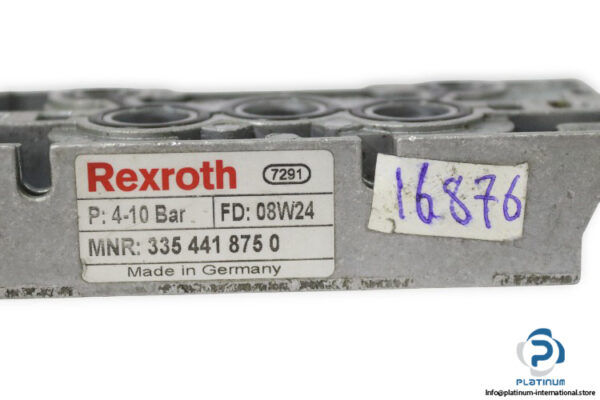 Rexroth 7291
P: 4-10 Bar FD: 08W24
MNR: 335 441 875 0
Made in Germany
16876
PLATINUM
Info@platinum-international.store